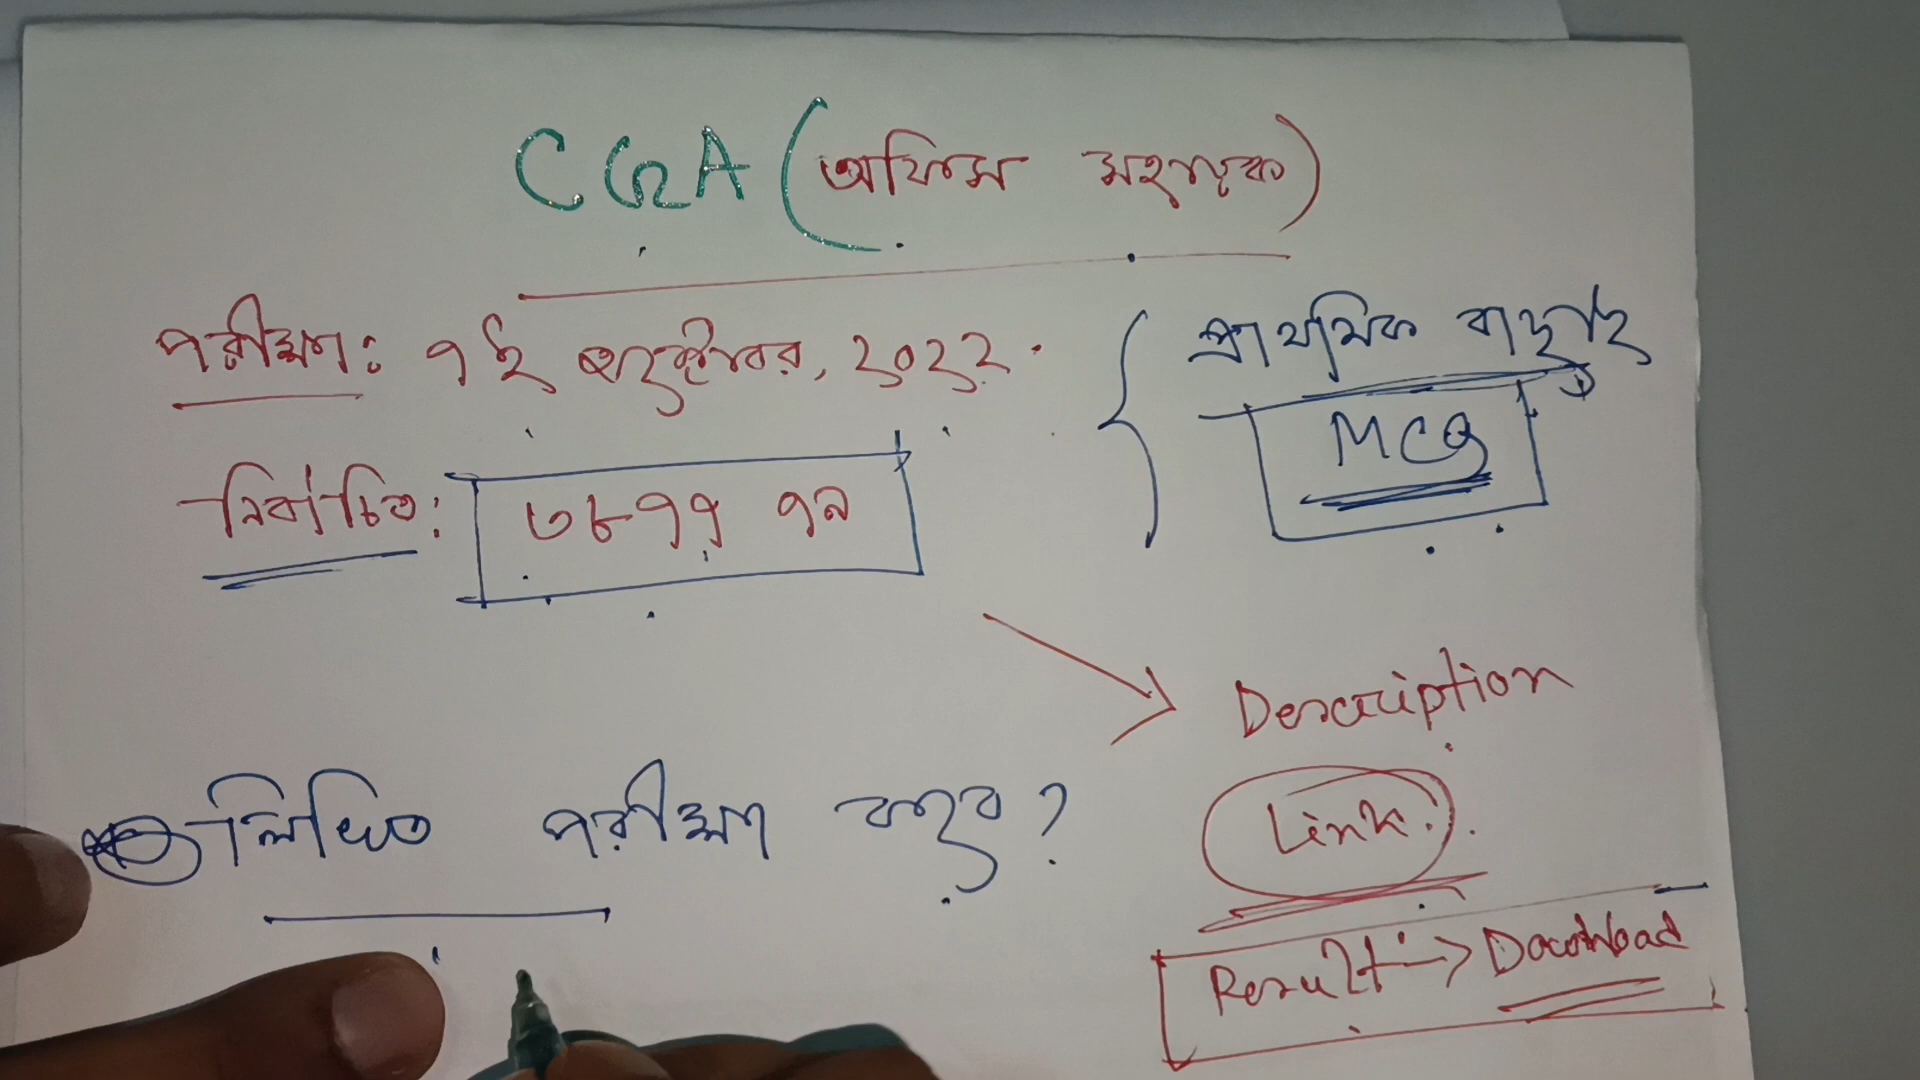 CGA (অফিস সহায়ক)
পরীক্ষা: ৭ই অক্টোবর, ২০২২.
প্রাথমিক বাছাই
MCQ
নির্বাচিত: ৩৮৭৭ জন
Description
Link.
Result → Download
লিখিত পরীক্ষা কবে?